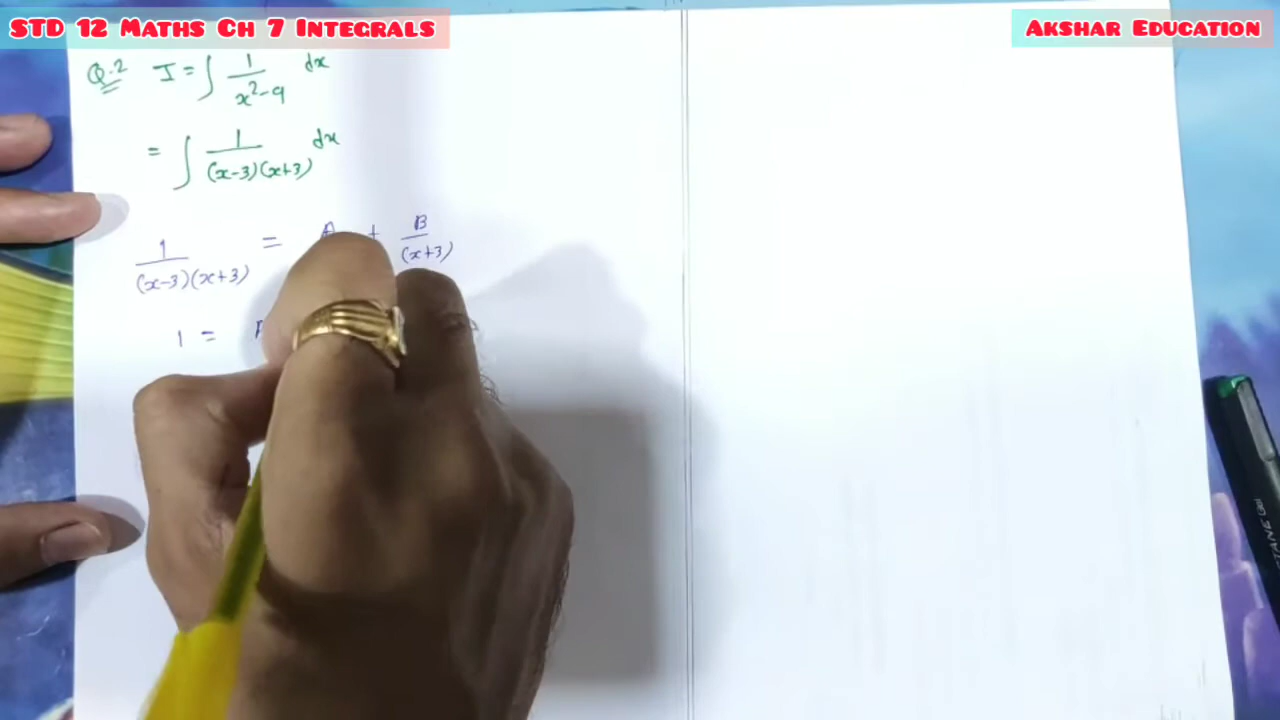 STD 12 Maths Ch 7 Integrals
Akshar Education
Q.2 I = ∫ 1/(x²-9) dx
= ∫ 1/((x-3)(x+3)) dx
1/((x-3)(x+3)) = A + B/(x+3)
1 =